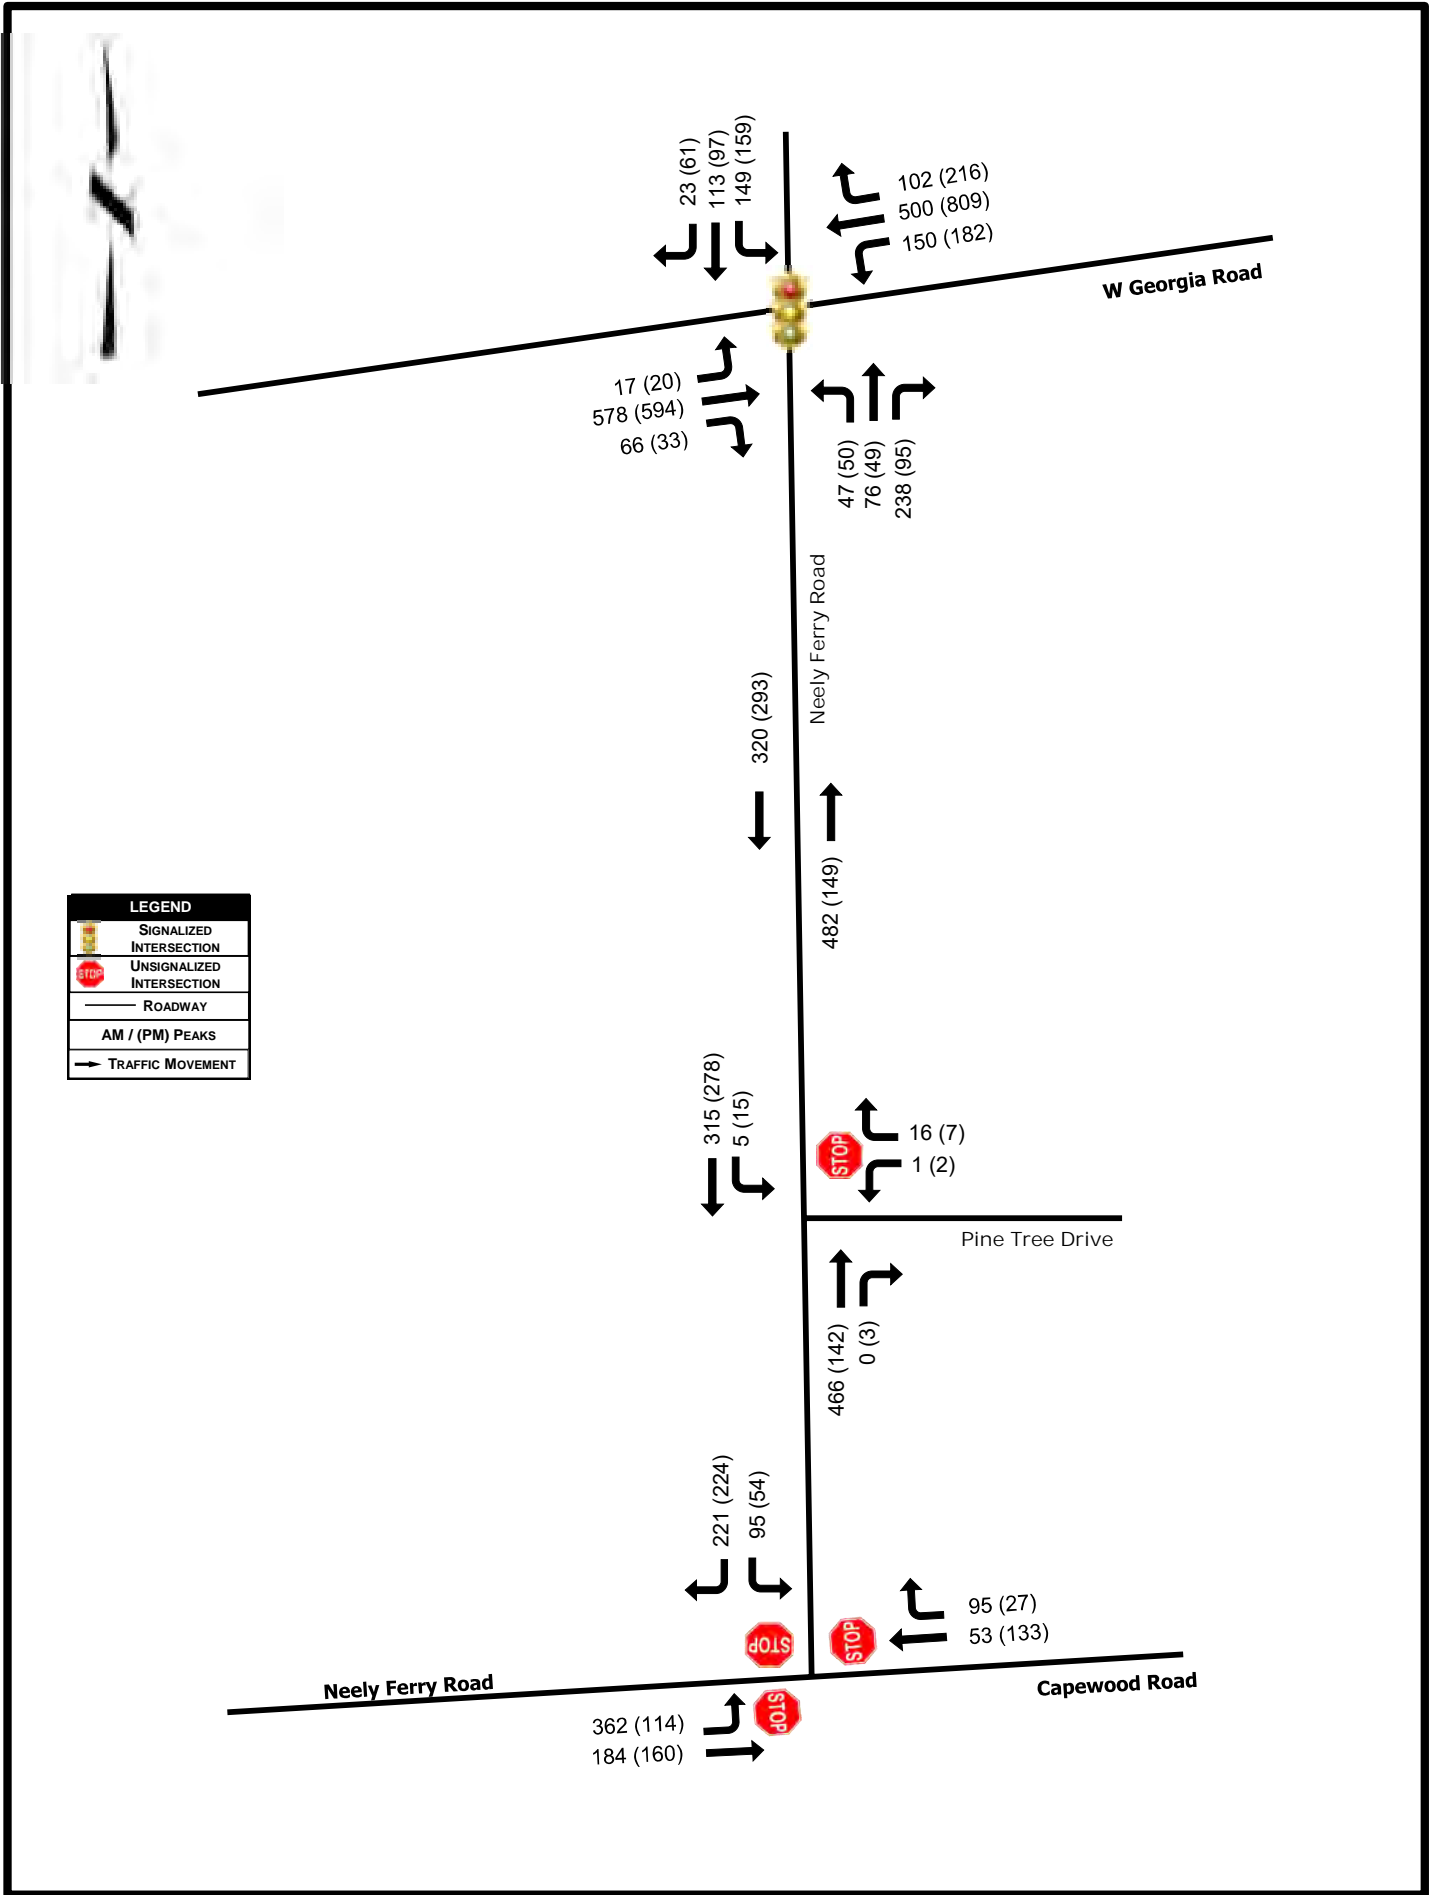 23 (61)
113 (97)
149 (159)
102 (216)
500 (809)
150 (182)
W Georgia Road
17 (20)
578 (594)
66 (33)
47 (50)
76 (49)
238 (95)
Neely Ferry Road
320 (293)
482 (149)
LEGEND
SIGNALIZED
INTERSECTION
STOP
UNSIGNALIZED
INTERSECTION
ROADWAY
AM / (PM) PEAKS
TRAFFIC MOVEMENT
315 (278)
5 (15)
STOP
16 (7)
1 (2)
Pine Tree Drive
466 (142)
0 (3)
221 (224)
95 (54)
STOP
STOP
95 (27)
53 (133)
Neely Ferry Road
Capewood Road
STOP
362 (114)
184 (160)